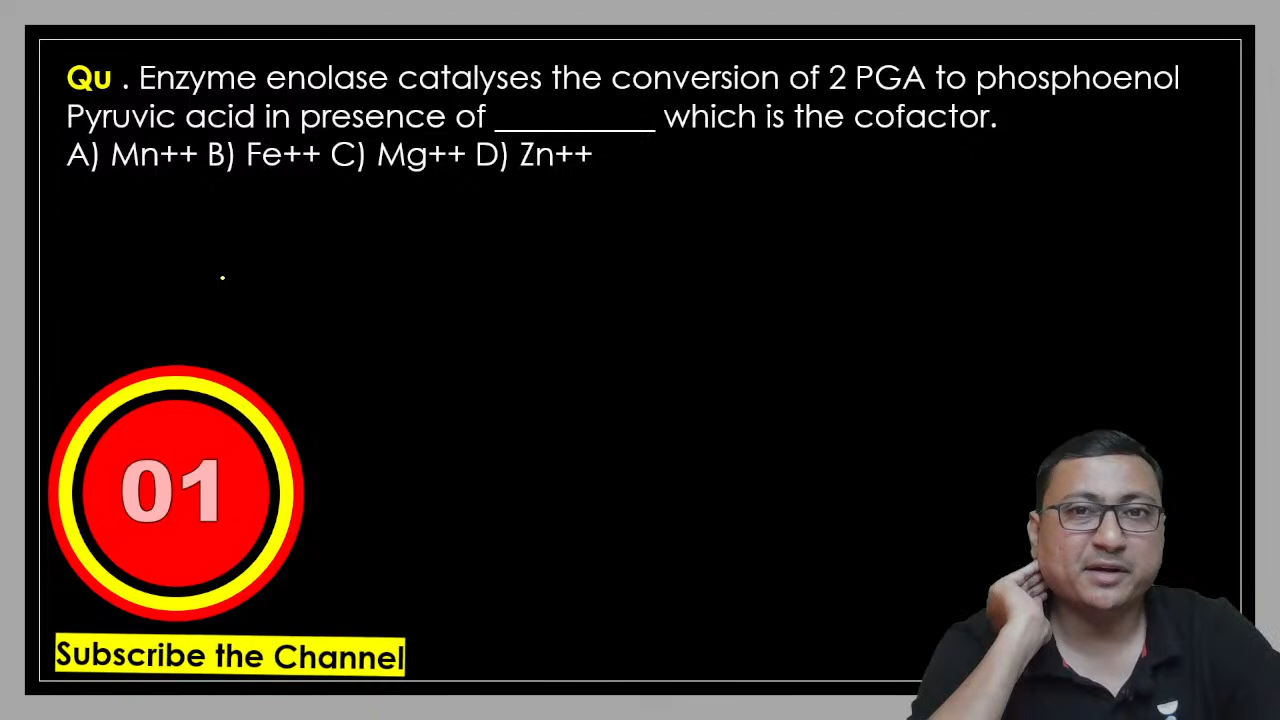 Qu . Enzyme enolase catalyses the conversion of 2 PGA to phosphoenol
Pyruvic acid in presence of __________ which is the cofactor.
A) Mn++ B) Fe++ C) Mg++ D) Zn++
01
Subscribe the Channel